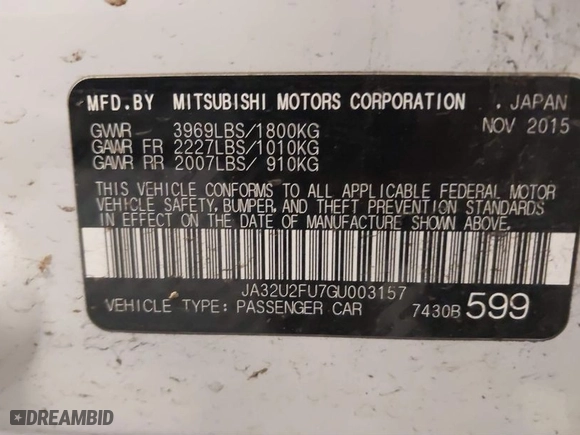 MFD.BY MITSUBISHI MOTORS CORPORATION . JAPAN
GVWR 3969LBS/1800KG NOV 2015
GAWR FR 2227LBS/1010KG
GAWR RR 2007LBS/ 910KG
THIS VEHICLE CONFORMS TO ALL APPLICABLE FEDERAL MOTOR
VEHICLE SAFETY, BUMPER, AND THEFT PREVENTION STANDARDS
IN EFFECT ON THE DATE OF MANUFACTURE SHOWN ABOVE.
JA32U2FU7GU003157
VEHICLE TYPE: PASSENGER CAR 7430B 599
DREAMBID